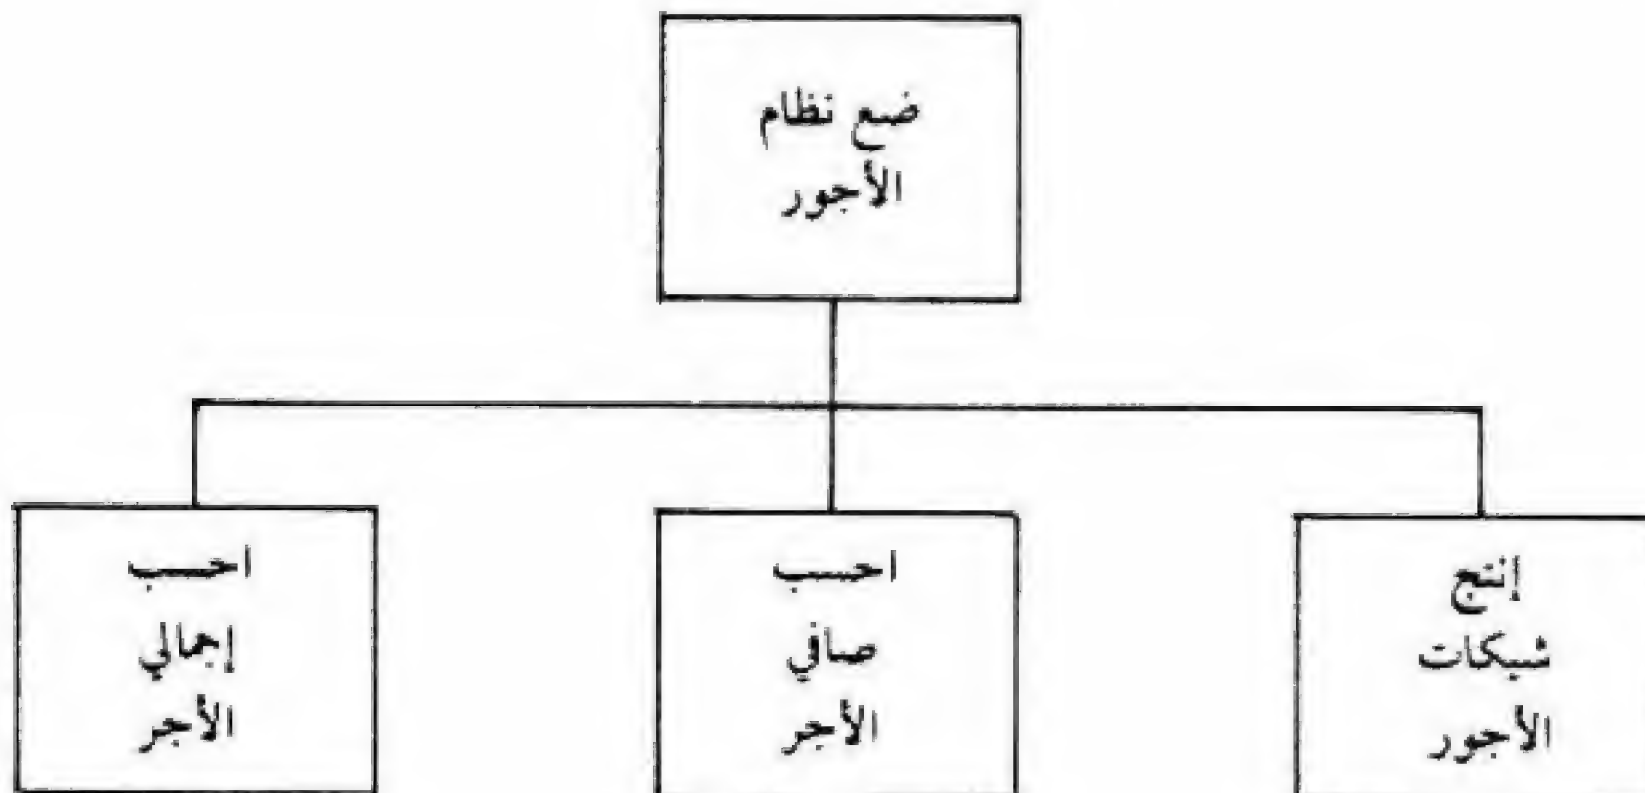 ضع نظام
الأجور
إنتج
شيكات
الأجور
احسب
صافي
الأجر
احسب
إجمالي
الأجر